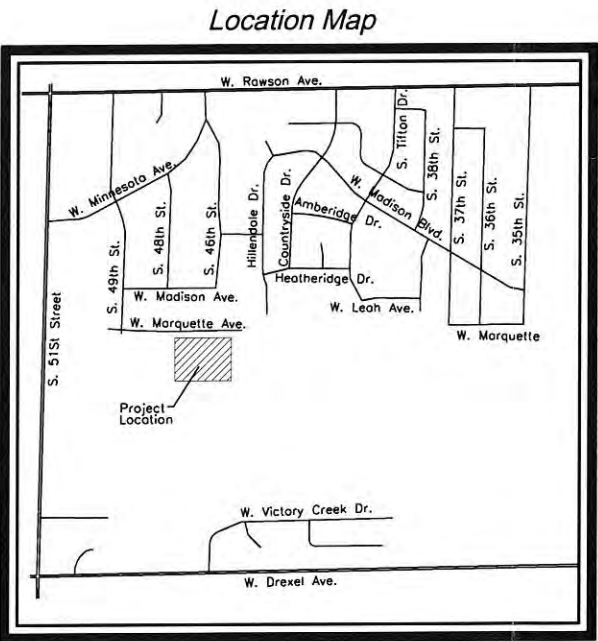 Location Map
W. Rawson Ave.
S. Tifton Dr.
S. 38th St.
W. Minnesota Ave.
W. Madison Blvd.
S. 37th St.
S. 36th St.
S. 35th St.
Hillendale Dr.
Countryside Dr.
Amberidge Dr.
S. 49th St.
S. 48th St.
S. 46th St.
Heatheridge Dr.
W. Madison Ave.
W. Leah Ave.
W. Marquette Ave.
W. Marquette
S. 51St Street
Project
Location
W. Victory Creek Dr.
W. Drexel Ave.